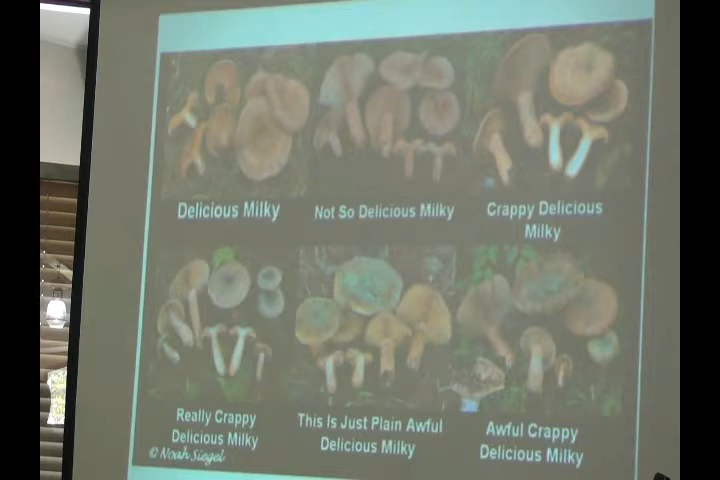 Delicious Milky
Not So Delicious Milky
Crappy Delicious
Milky
Really Crappy
Delicious Milky
This Is Just Plain Awful
Delicious Milky
Awful Crappy
Delicious Milky
© Noah Siegel